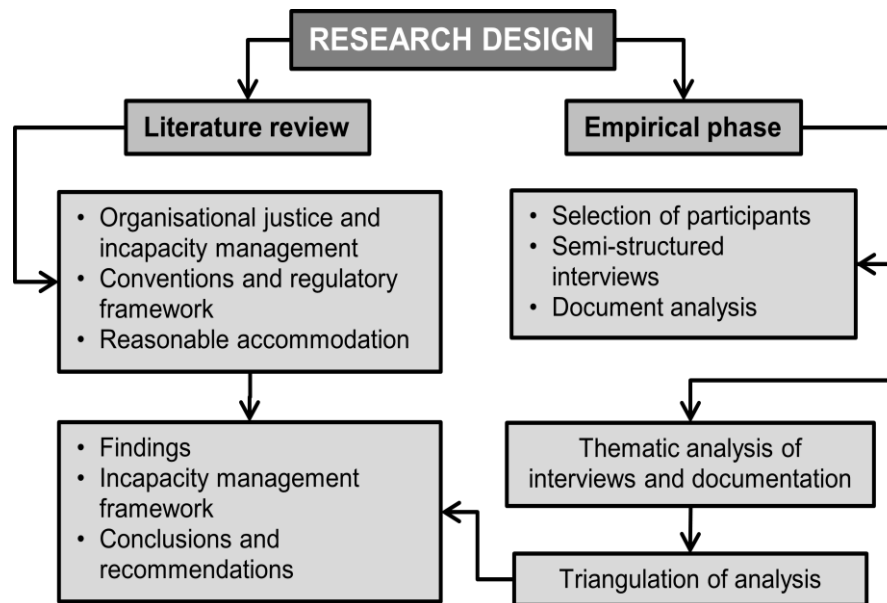 RESEARCH DESIGN
Literature review
Empirical phase
• Organisational justice and
incapacity management
• Conventions and regulatory
framework
• Reasonable accommodation
• Selection of participants
• Semi-structured
interviews
• Document analysis
• Findings
• Incapacity management
framework
• Conclusions and
recommendations
Thematic analysis of
interviews and documentation
Triangulation of analysis